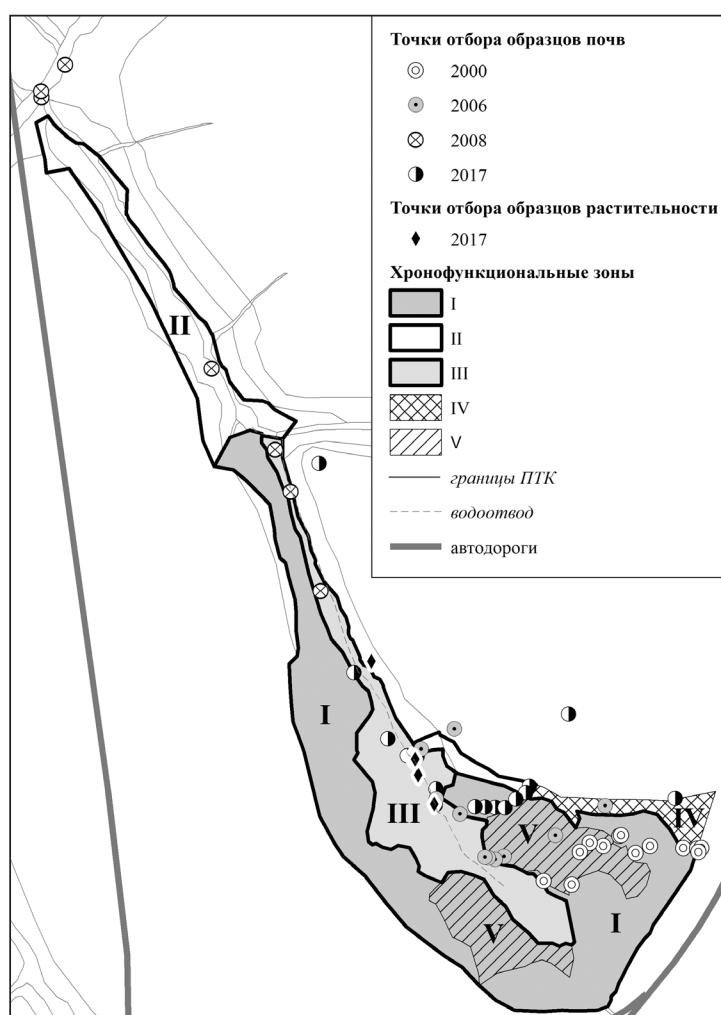 Точки отбора образцов почв
2000
2006
2008
2017
Точки отбора образцов растительности
2017
Хронофункциональные зоны
I
II
III
IV
V
границы ПТК
водоотвод
автодороги
II
I
III
V
IV
V
I